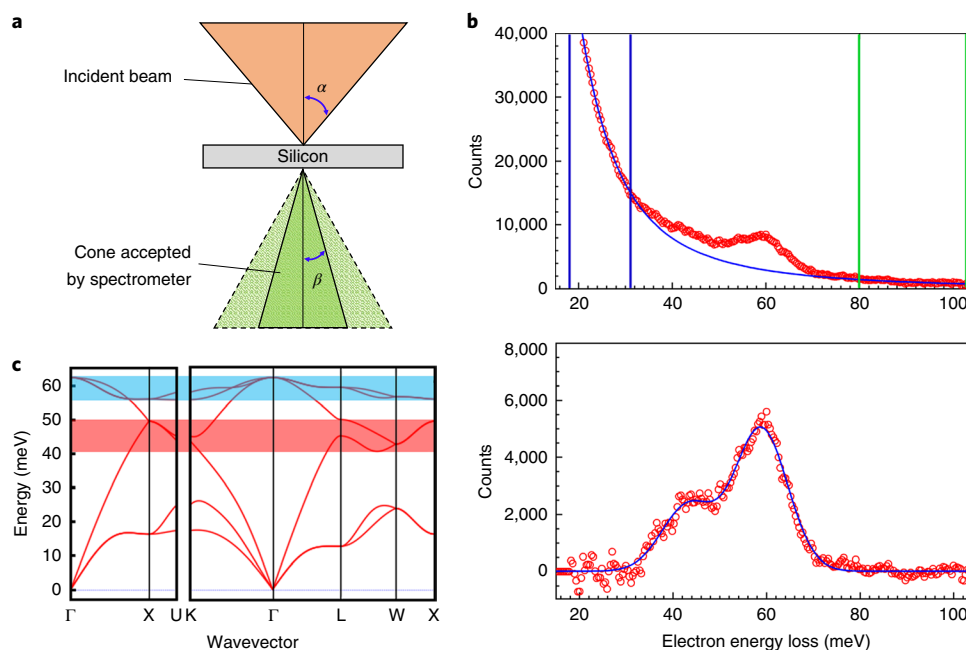 a
Incident beam
α
Silicon
Cone accepted
by spectrometer
β
b
40,000
30,000
20,000
10,000
0
Counts
20 40 60 80 100
8,000
6,000
4,000
2,000
0
Counts
20 40 60 80 100
Electron energy loss (meV)
c
60
50
40
30
20
10
0
Energy (meV)
Γ X U K Γ L W X
Wavevector